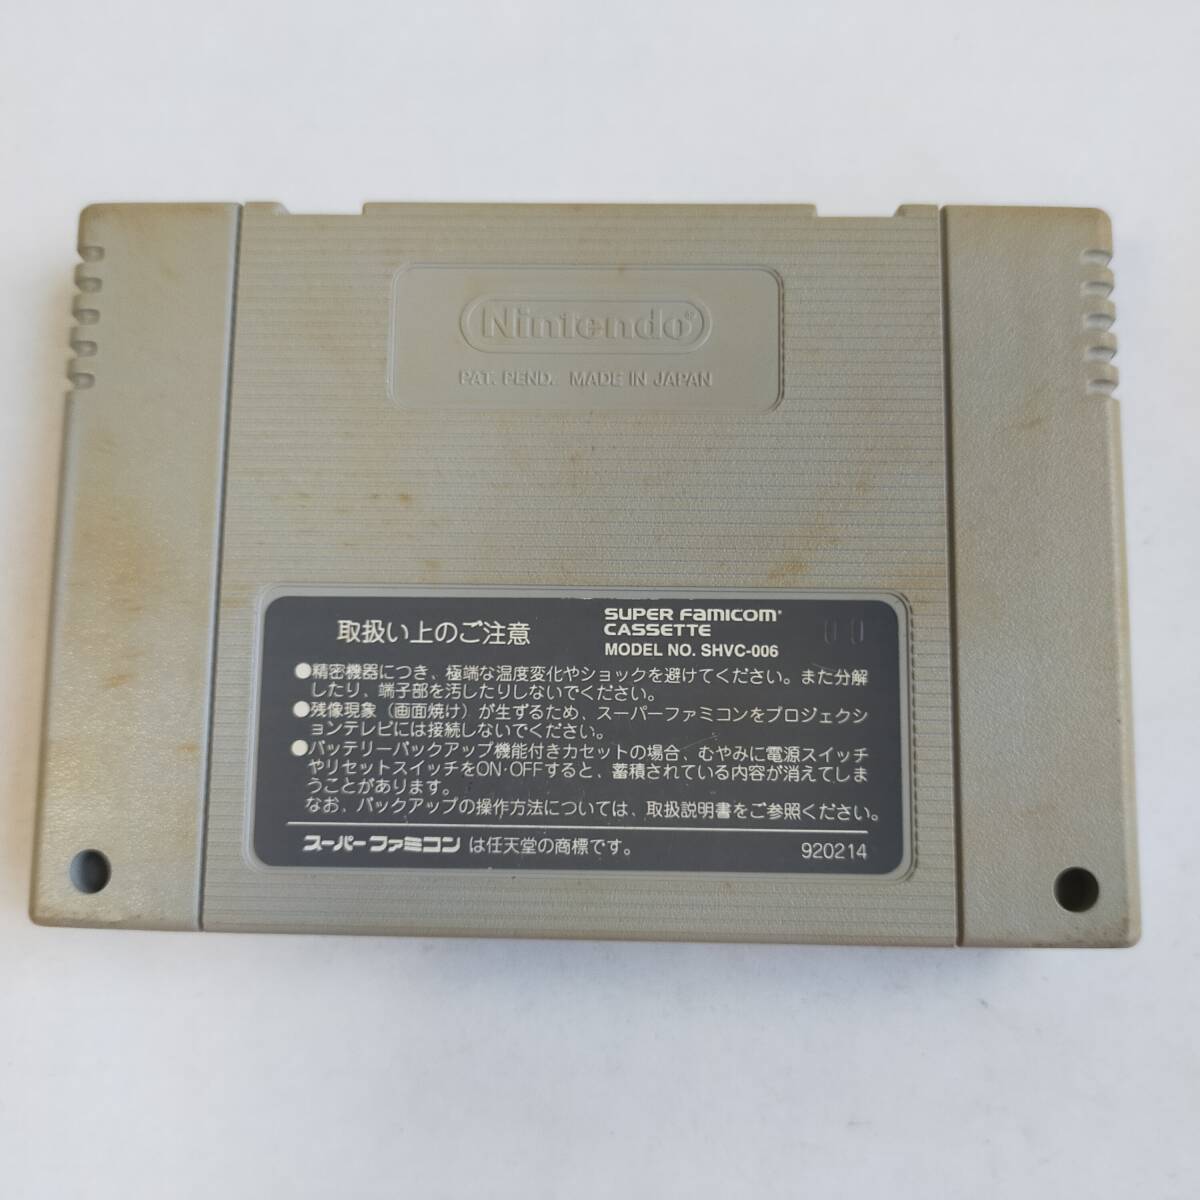 Nintendo®
PAT. PEND. MADE IN JAPAN
取扱い上のご注意
SUPER FAMICOM®
CASSETTE
MODEL NO. SHVC-006
00
●精密機器につき、極端な温度変化やショックを避けてください。また分解
したり、端子部を汚したりしないでください。
●残像現象（画面焼け）が生ずるため、スーパーファミコンをプロジェクシ
ョンテレビには接続しないでください。
●バッテリーバックアップ機能付きカセットの場合、むやみに電源スイッチ
やリセットスイッチをON·OFFすると、蓄積されている内容が消えてしま
うことがあります。
なお、バックアップの操作方法については、取扱説明書をご参照ください。
スーパーファミコンは任天堂の商標です。
920214